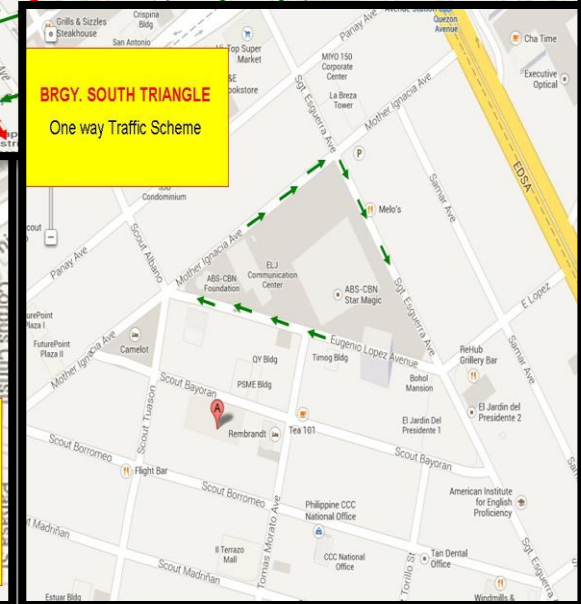 BRGY. SOUTH TRIANGLE
One way Traffic Scheme
Grills & Sizzles
Steakhouse
Crispina
Bldg
San Antonio
Top Super
Market
MIYO 150
Corporate
Center
La Breza
Tower
Panay Ave
Quezon
Avenue
Cha Time
Executive
Optical
Sgt Esguerra Ave
Mother Ignacia Ave
P
EDSA
Condominium
Melo's
Samar Ave
Scout Albano
Panay Ave
Mother Ignacia Ave
ABS-CBN
Foundation
ELJ
Communication
Center
ABS-CBN
Star Magic
Sgt Esguerra Ave
E Lopez
FuturePoint
Plaza II
Camelot
Mother Ignacia Ave
QY Bldg
Timog Bldg
Eugenio Lopez Avenue
Samar Ave
ReHub
Grillery Bar
PSME Bldg
Bohol
Mansion
Scout Bayoran
A
Rembrandt
Tea 101
El Jardin del
Presidente 1
El Jardin del
Presidente 2
Scout Tuason
Scout Bayoran
Scout Borromeo
Flight Bar
Scout Borromeo
Tomas Morato Ave
Philippine CCC
National Office
American Institute
for English
Proficiency
Il Terrazo
Mall
CCC National
Office
Tan Dental
Office
Scout Madriñan
Torillo St
Sgt Esguerra
Estuar Bldg
Windmills &